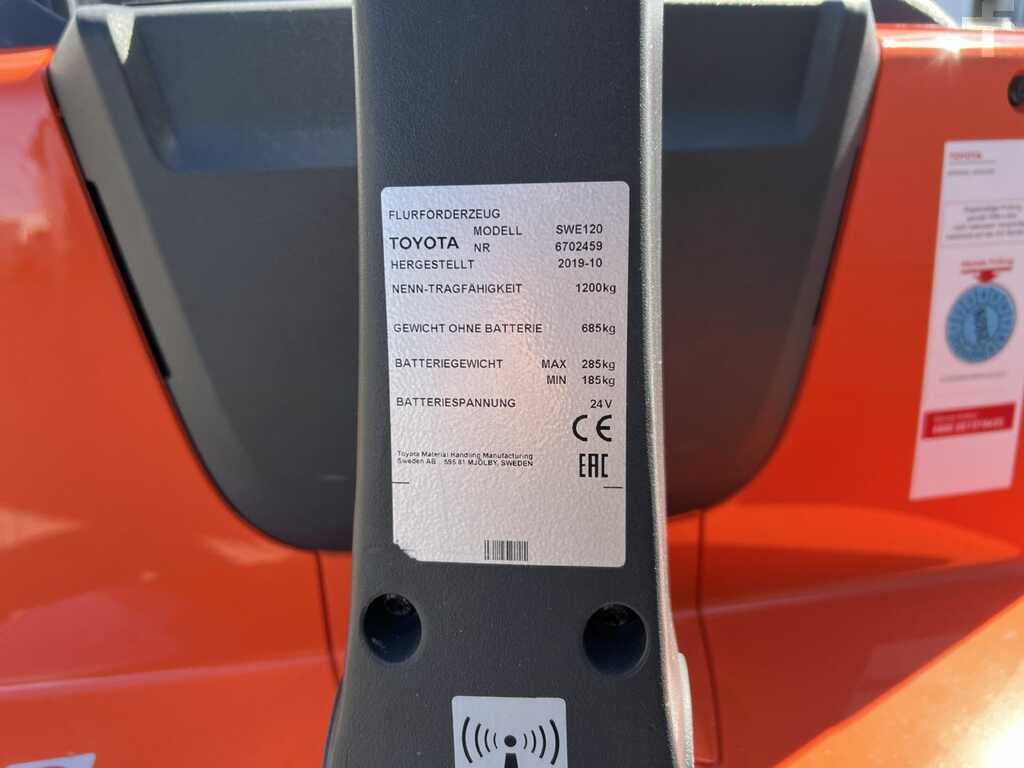 FLURFÖRDERZEUG
MODELL SWE120
TOYOTA NR 6702459
HERGESTELLT 2019-10
NENN-TRAGFÄHIGKEIT 1200kg
GEWICHT OHNE BATTERIE 685kg
BATTERIEGEWICHT MAX 285kg
MIN 185kg
BATTERIESPANNUNG 24V
CE
Toyota Material Handling Manufacturing
Sweden AB 595 81 MJÖLBY, SWEDEN
EAC
TOYOTA